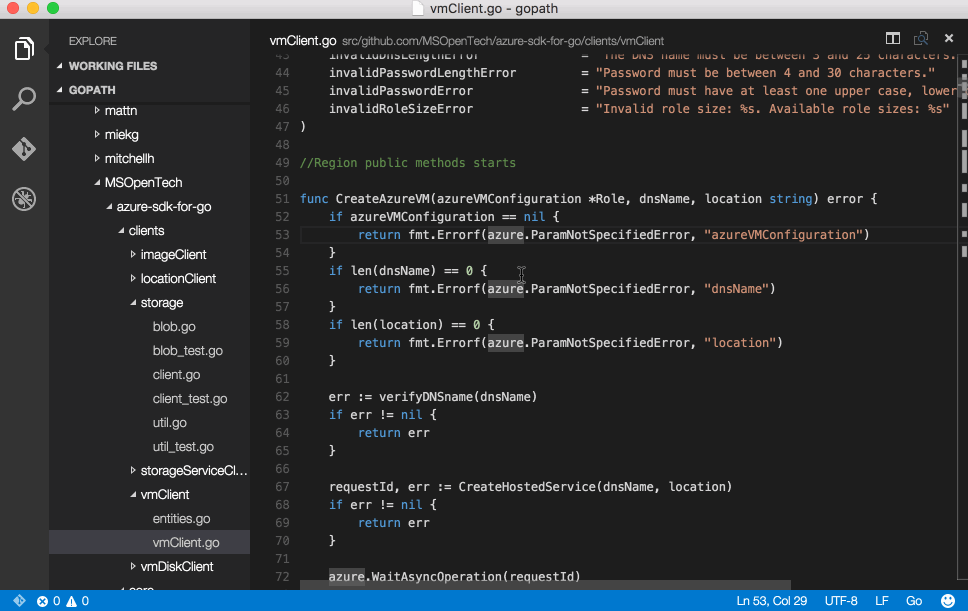 vmClient.go - gopath
EXPLORE
WORKING FILES
GOPATH
mattn
miekg
mitchellh
MSOpenTech
azure-sdk-for-go
clients
imageClient
locationClient
storage
blob.go
blob_test.go
client.go
client_test.go
util.go
util_test.go
storageServiceCl...
vmClient
entities.go
vmClient.go
vmDiskClient
vmClient.go src/github.com/MSOpenTech/azure-sdk-for-go/clients/vmClient
43 invalidDnsLengthError = "The DNS name must be between 3 and 25 characters.
44 invalidPasswordLengthError = "Password must be between 4 and 30 characters."
45 invalidPasswordError = "Password must have at least one upper case, lower
46 invalidRoleSizeError = "Invalid role size: %s. Available role sizes: %s"
47 )
48
49 //Region public methods starts
50
51 func CreateAzureVM(azureVMConfiguration *Role, dnsName, location string) error {
52 if azureVMConfiguration == nil {
53 return fmt.Errorf(azure.ParamNotSpecifiedError, "azureVMConfiguration")
54 }
55 if len(dnsName) == 0 {
56 return fmt.Errorf(azure.ParamNotSpecifiedError, "dnsName")
57 }
58 if len(location) == 0 {
59 return fmt.Errorf(azure.ParamNotSpecifiedError, "location")
60 }
61
62 err := verifyDNSname(dnsName)
63 if err != nil {
64 return err
65 }
66
67 requestId, err := CreateHostedService(dnsName, location)
68 if err != nil {
69 return err
70 }
71
72 azure.WaitAsyncOperation(requestId)
0 0 Ln 53, Col 29 UTF-8 LF Go